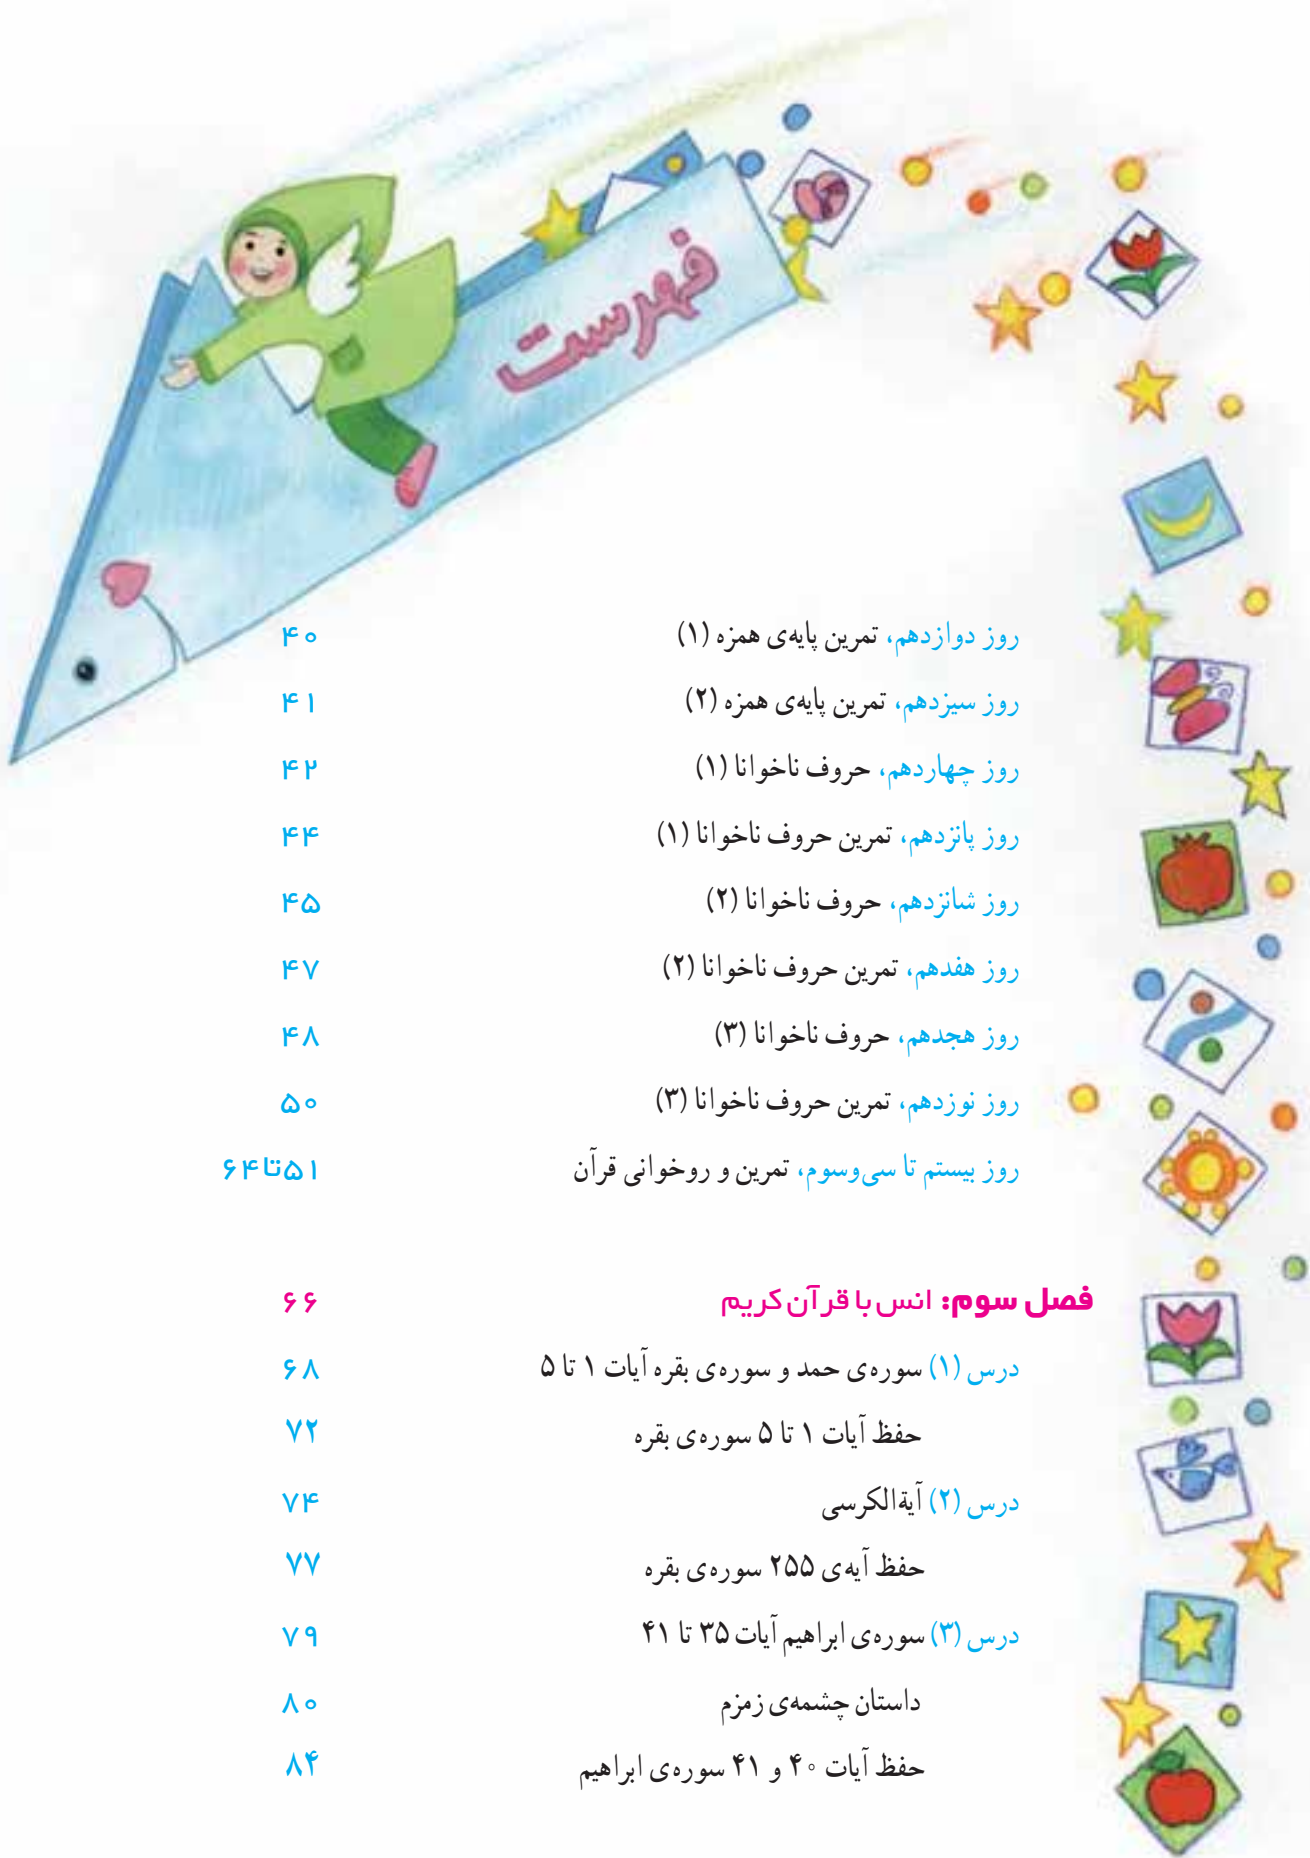 فهرست
روز دوازدهم، تمرین پایه‌ی همزه (۱) ۴۰
روز سیزدهم، تمرین پایه‌ی همزه (۲) ۴۱
روز چهاردهم، حروف ناخوانا (۱) ۴۲
روز پانزدهم، تمرین حروف ناخوانا (۱) ۴۴
روز شانزدهم، حروف ناخوانا (۲) ۴۵
روز هفدهم، تمرین حروف ناخوانا (۲) ۴۷
روز هجدهم، حروف ناخوانا (۳) ۴۸
روز نوزدهم، تمرین حروف ناخوانا (۳) ۵۰
روز بیستم تا سی‌وسوم، تمرین و روخوانی قرآن ۵۱ تا ۶۴
فصل سوم: انس با قرآن کریم ۶۶
درس (۱) سوره‌ی حمد و سوره‌ی بقره آیات ۱ تا ۵ ۶۸
حفظ آیات ۱ تا ۵ سوره‌ی بقره ۷۲
درس (۲) آیةالکرسی ۷۴
حفظ آیه‌ی ۲۵۵ سوره‌ی بقره ۷۷
درس (۳) سوره‌ی ابراهیم آیات ۳۵ تا ۴۱ ۷۹
داستان چشمه‌ی زمزم ۸۰
حفظ آیات ۴۰ و ۴۱ سوره‌ی ابراهیم ۸۴